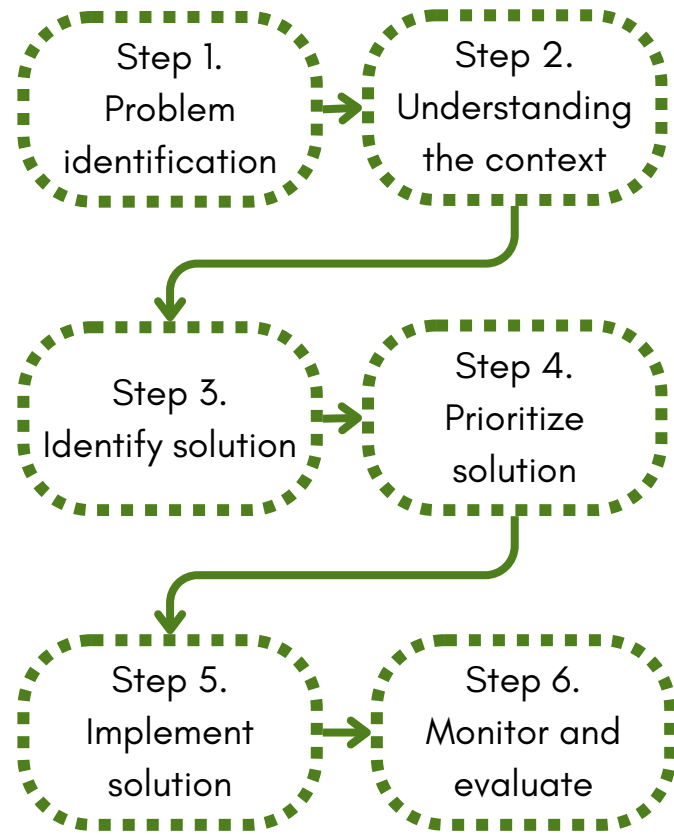 Step 1.
Problem
identification
Step 2.
Understanding
the context
Step 3.
Identify solution
Step 4.
Prioritize
solution
Step 5.
Implement
solution
Step 6.
Monitor and
evaluate